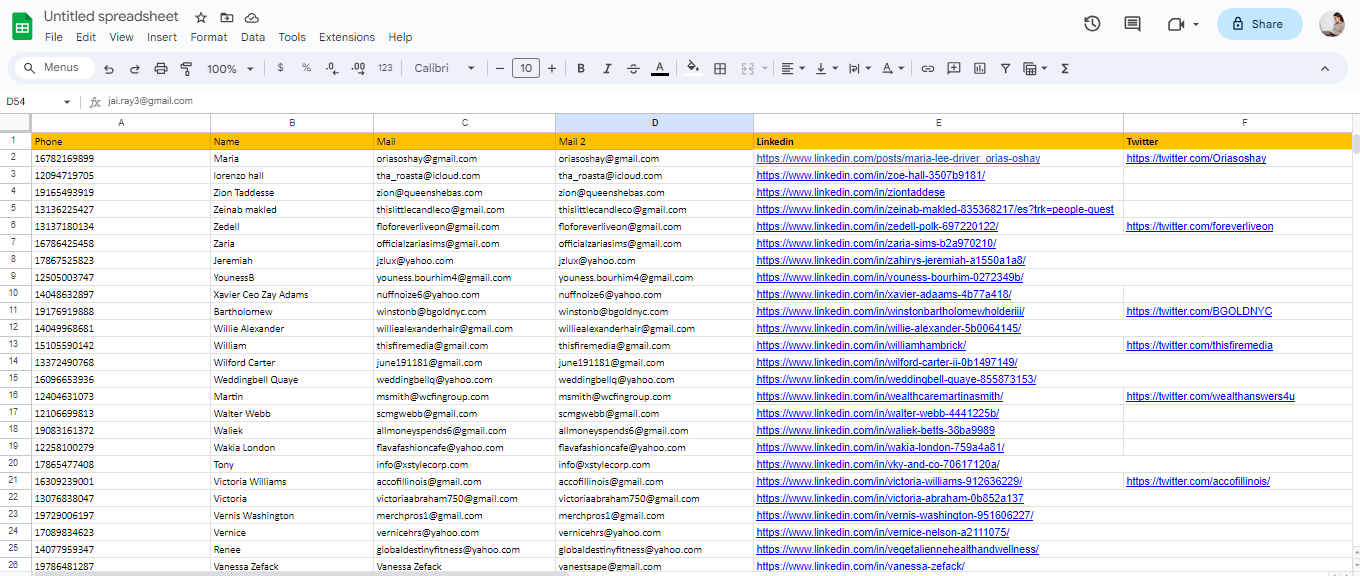 Untitled spreadsheet
File Edit View Insert Format Data Tools Extensions Help
Share
Menus 100% $ % .0 .00 123 Calibri 10 B I A
D54 fx jai.ray3@gmail.com
A B C D E F
1 Phone Name Mail Mail 2 Linkedin Twitter
2 16782169899 Maria oriasoshay@gmail.com oriasoshay@gmail.com https://www.linkedin.com/posts/maria-lee-driver_orias-oshay https://twitter.com/Oriasoshay
3 12094719705 lorenzo hall tha_roasta@icloud.com tha_roasta@icloud.com https://www.linkedin.com/in/zoe-hall-3507b9181/
4 19165493919 Zion Taddesse zion@queenshebas.com zion@queenshebas.com https://www.linkedin.com/in/ziontaddese
5 13136225427 Zeinab makled thislittlecandleco@gmail.com thislittlecandleco@gmail.com https://www.linkedin.com/in/zeinab-makled-835368217/es?trk=people-guest
6 13137180134 Zedell floforeverliveon@gmail.com floforeverliveon@gmail.com https://www.linkedin.com/in/zedell-polk-697220122/ https://twitter.com/foreverliveon
7 16786425458 Zaria officialzariasims@gmail.com officialzariasims@gmail.com https://www.linkedin.com/in/zaria-sims-b2a970210/
8 17867525823 Jeremiah jzlux@yahoo.com jzlux@yahoo.com https://www.linkedin.com/in/zahirys-jeremiah-a1550a1a8/
9 12505003747 YounessB youness.bourhim4@gmail.com youness.bourhim4@gmail.com https://www.linkedin.com/in/youness-bourhim-0272349b/
10 14048632897 Xavier Ceo Zay Adams nuffnoize6@yahoo.com nuffnoize6@yahoo.com https://www.linkedin.com/in/xavier-adaams-4b77a418/
11 19176919888 Bartholomew winstonb@bgoldnyc.com winstonb@bgoldnyc.com https://www.linkedin.com/in/winstonbartholomewholderiii/ https://twitter.com/BGOLDNYC
12 14049968681 Willie Alexander williealexanderhair@gmail.com williealexanderhair@gmail.com https://www.linkedin.com/in/willie-alexander-5b0064145/
13 15105590142 William thisfiremedia@gmail.com thisfiremedia@gmail.com https://www.linkedin.com/in/williamhambrick/ https://twitter.com/thisfiremedia
14 13372490768 Wilford Carter june191181@gmail.com june191181@gmail.com https://www.linkedin.com/in/wilford-carter-ii-0b1497149/
15 16096653936 Weddingbell Quaye weddingbellq@yahoo.com weddingbellq@yahoo.com https://www.linkedin.com/in/weddingbell-quaye-855873153/
16 12404631073 Martin msmith@wcfingroup.com msmith@wcfingroup.com https://www.linkedin.com/in/wealthcaremartinasmith/ https://twitter.com/wealthanswers4u
17 12106699813 Walter Webb scmgwebb@gmail.com scmgwebb@gmail.com https://www.linkedin.com/in/walter-webb-4441225b/
18 19083161372 Waliek allmoneyspends6@gmail.com allmoneyspends6@gmail.com https://www.linkedin.com/in/waliek-betts-38ba9989
19 12258100279 Wakia London flavafashioncafe@yahoo.com flavafashioncafe@yahoo.com https://www.linkedin.com/in/wakia-london-759a4a81/
20 17865477408 Tony info@xstylecorp.com info@xstylecorp.com https://www.linkedin.com/in/vky-and-co-70617120a/
21 16309239001 Victoria Williams accofillinois@gmail.com accofillinois@gmail.com https://www.linkedin.com/in/victoria-williams-912636229/ https://twitter.com/accofillinois/
22 13076838047 Victoria victoriaabraham750@gmail.com victoriaabraham750@gmail.com https://www.linkedin.com/in/victoria-abraham-0b852a137
23 19729006197 Vernis Washington merchpros1@gmail.com merchpros1@gmail.com https://www.linkedin.com/in/vernis-washington-951606227/
24 17089834623 Vernice vernicehrs@yahoo.com vernicehrs@yahoo.com https://www.linkedin.com/in/vernice-nelson-a2111075/
25 14077959347 Renee globaldestinyfitness@yahoo.com globaldestinyfitness@yahoo.com https://www.linkedin.com/in/vegetaliennehealthandwellness/
26 19786481287 Vanessa Zefack Vanessa Zefack vanestsape@gmail.com https://www.linkedin.com/in/vanessa-zefack/